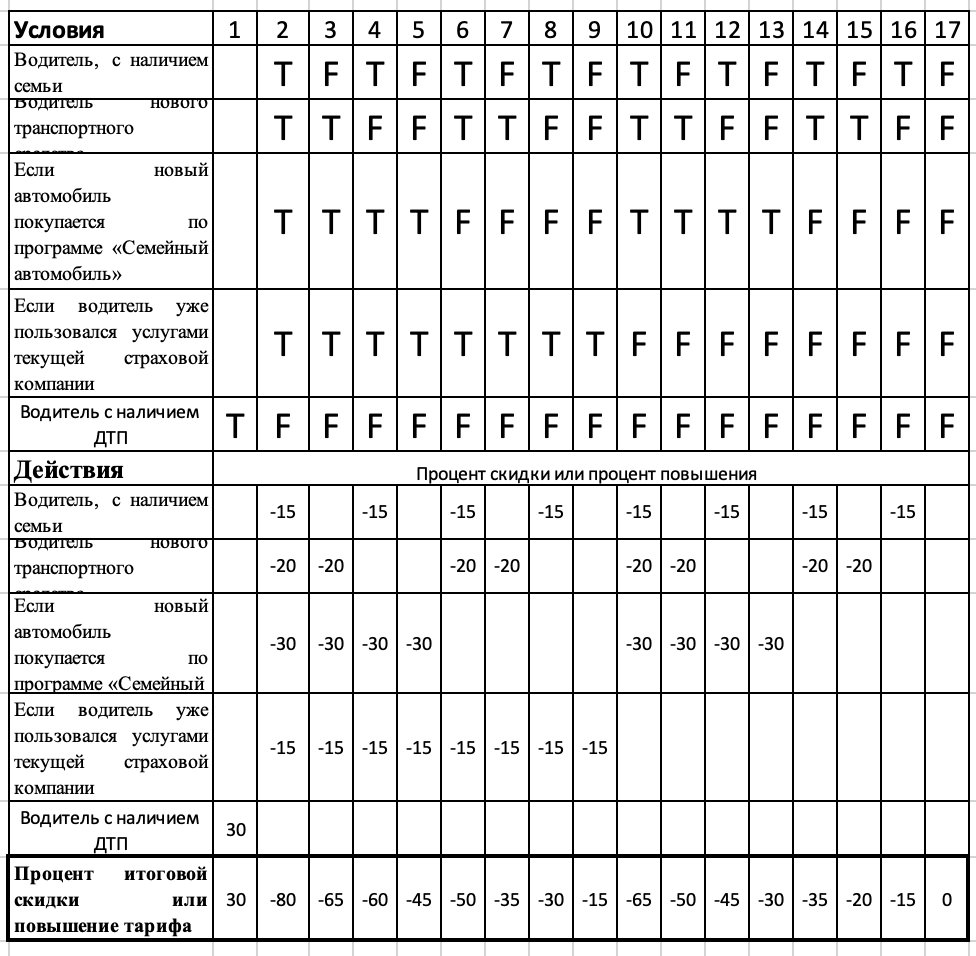 Условия 1 2 3 4 5 6 7 8 9 10 11 12 13 14 15 16 17
Водитель, с наличием
семьи
T F T F T F T F T F T F T F T F
Водитель нового
транспортного
T T F F T T F F T T F F T T F F
Если новый
автомобиль
покупается по
программе «Семейный
автомобиль»
T T T T F F F F T T T T F F F F
Если водитель уже
пользовался услугами
текущей страховой
компании
T T T T T T T T F F F F F F F F
Водитель с наличием
ДТП
T F F F F F F F F F F F F F F F F
Действия Процент скидки или процент повышения
Водитель, с наличием
семьи
-15 -15 -15 -15 -15 -15 -15 -15
Водитель нового
транспортного
-20 -20 -20 -20 -20 -20 -20 -20
Если новый
автомобиль
покупается по
программе «Семейный
-30 -30 -30 -30 -30 -30 -30 -30
Если водитель уже
пользовался услугами
текущей страховой
компании
-15 -15 -15 -15 -15 -15 -15 -15
Водитель с наличием
ДТП
30
Процент итоговой
скидки или
повышение тарифа
30 -80 -65 -60 -45 -50 -35 -30 -15 -65 -50 -45 -30 -35 -20 -15 0